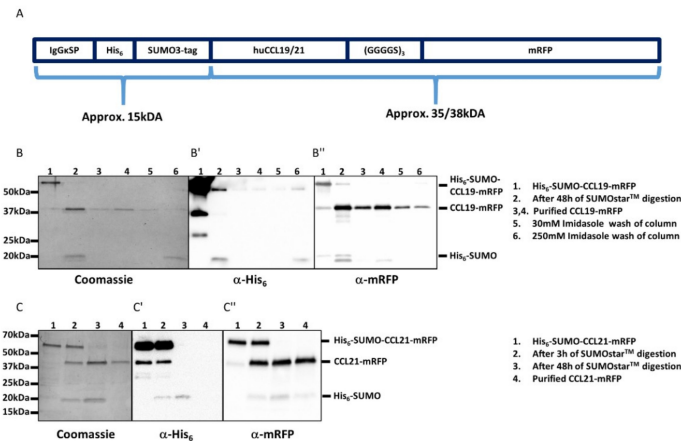 A
IgGκSP His6 SUMO3-tag huCCL19/21 (GGGGS)3 mRFP
Approx. 15kDA Approx. 35/38kDA
B B' B''
1 2 3 4 5 6 1 2 3 4 5 6 1 2 3 4 5 6
50kDa
37kDa
25kDa
20kDa
His6-SUMO-
CCL19-mRFP
CCL19-mRFP
His6-SUMO
1. His6-SUMO-CCL19-mRFP
2. After 48h of SUMOstar™ digestion
3,4. Purified CCL19-mRFP
5. 30mM Imidasole wash of column
6. 250mM Imidasole wash of column
Coomassie α-His6 α-mRFP
C C' C''
1 2 3 4 1 2 3 4 1 2 3 4
70kDa
50kDa
37kDa
25kDa
20kDa
15kDa
His6-SUMO-CCL21-mRFP
CCL21-mRFP
His6-SUMO
1. His6-SUMO-CCL21-mRFP
2. After 3h of SUMOstar™ digestion
3. After 48h of SUMOstar™ digestion
4. Purified CCL21-mRFP
Coomassie α-His6 α-mRFP